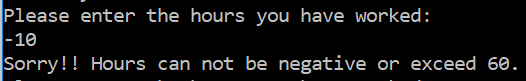 Please enter the hours you have worked:
-10
Sorry!! Hours can not be negative or exceed 60.